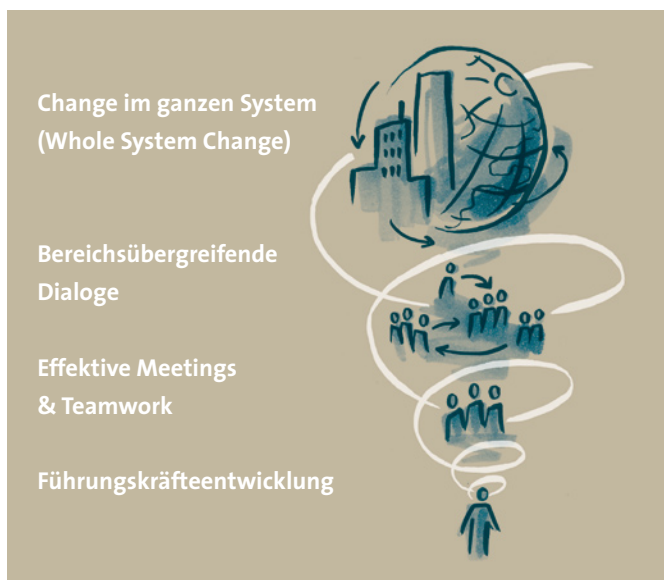 Change im ganzen System
(Whole System Change)
Bereichsübergreifende
Dialoge
Effektive Meetings
& Teamwork
Führungskräfteentwicklung